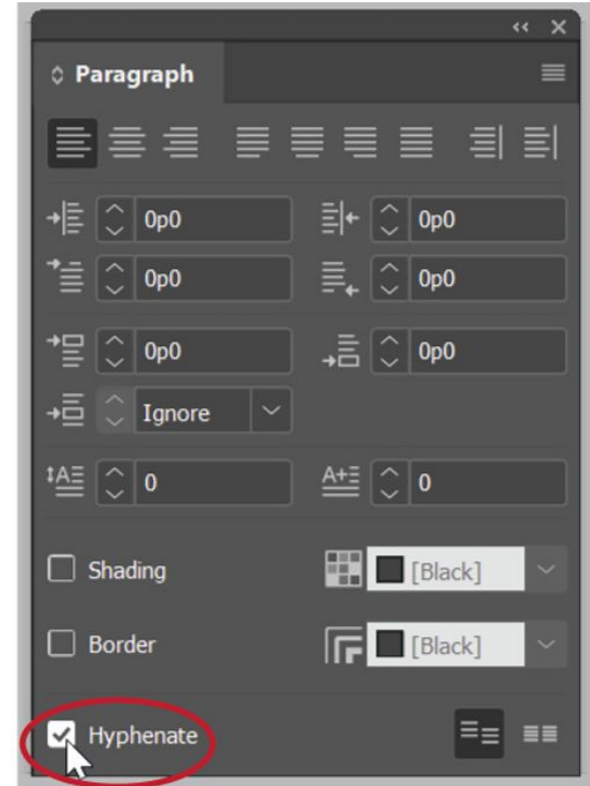 Paragraph
0p0 0p0
0p0 0p0
0p0 0p0
Ignore
0 0
Shading [Black]
Border [Black]
Hyphenate